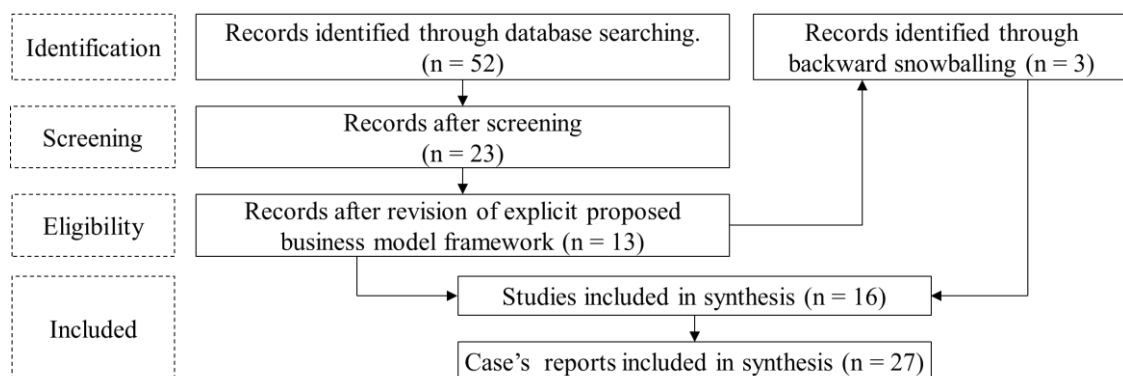 Identification
Records identified through database searching.
(n = 52)
Records identified through
backward snowballing (n = 3)
Screening
Records after screening
(n = 23)
Eligibility
Records after revision of explicit proposed
business model framework (n = 13)
Included
Studies included in synthesis (n = 16)
Case's reports included in synthesis (n = 27)